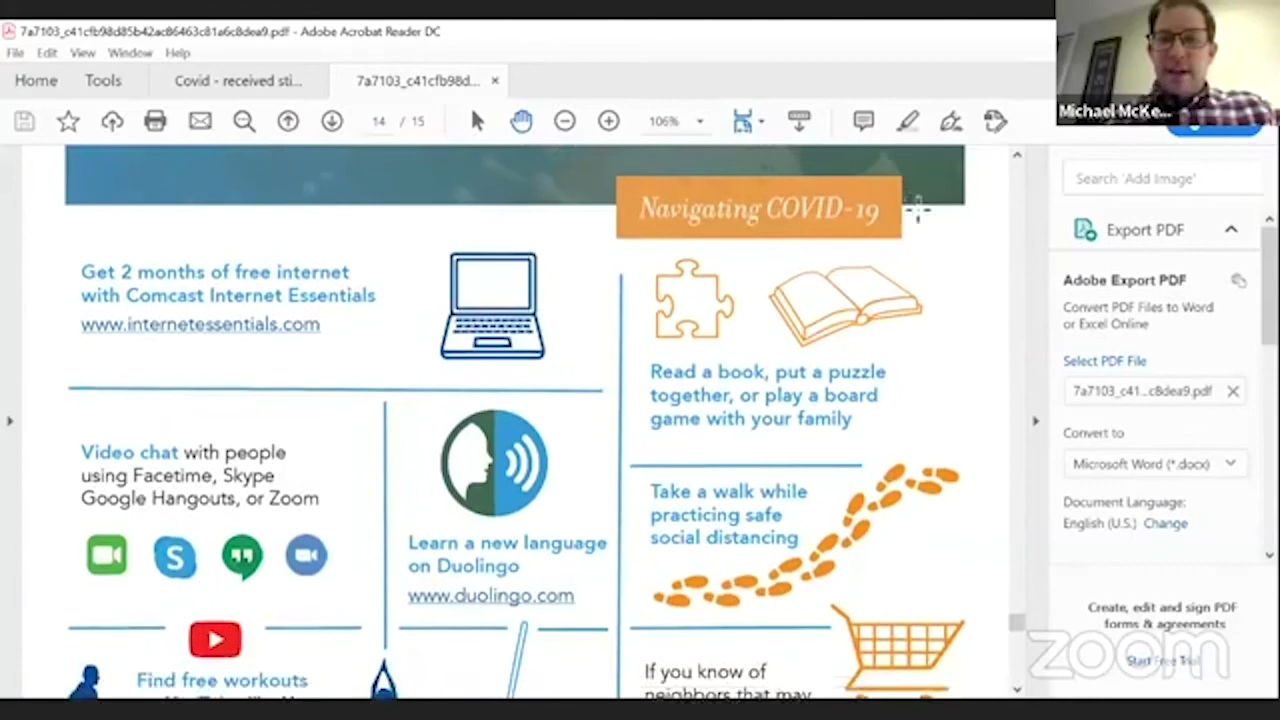 7a7103_c41cfb98d85b42ac86463c81a6c8dea9.pdf - Adobe Acrobat Reader DC
File Edit View Window Help
Home Tools Covid - received sti... 7a7103_c41cfb98d... ×
14 / 15 106%
Michael McKe...
Navigating COVID-19
Get 2 months of free internet
with Comcast Internet Essentials
www.internetessentials.com
Read a book, put a puzzle
together, or play a board
game with your family
Video chat with people
using Facetime, Skype
Google Hangouts, or Zoom
S
Learn a new language
on Duolingo
www.duolingo.com
Take a walk while
practicing safe
social distancing
Find free workouts
If you know of
neighbors that may
Search 'Add Image'
Export PDF
Adobe Export PDF
Convert PDF Files to Word
or Excel Online
Select PDF File
7a7103_c41...c8dea9.pdf
Convert to
Microsoft Word (*.docx)
Document Language:
English (U.S.) Change
Create, edit and sign PDF
forms & agreements
Start Free Trial
zoom